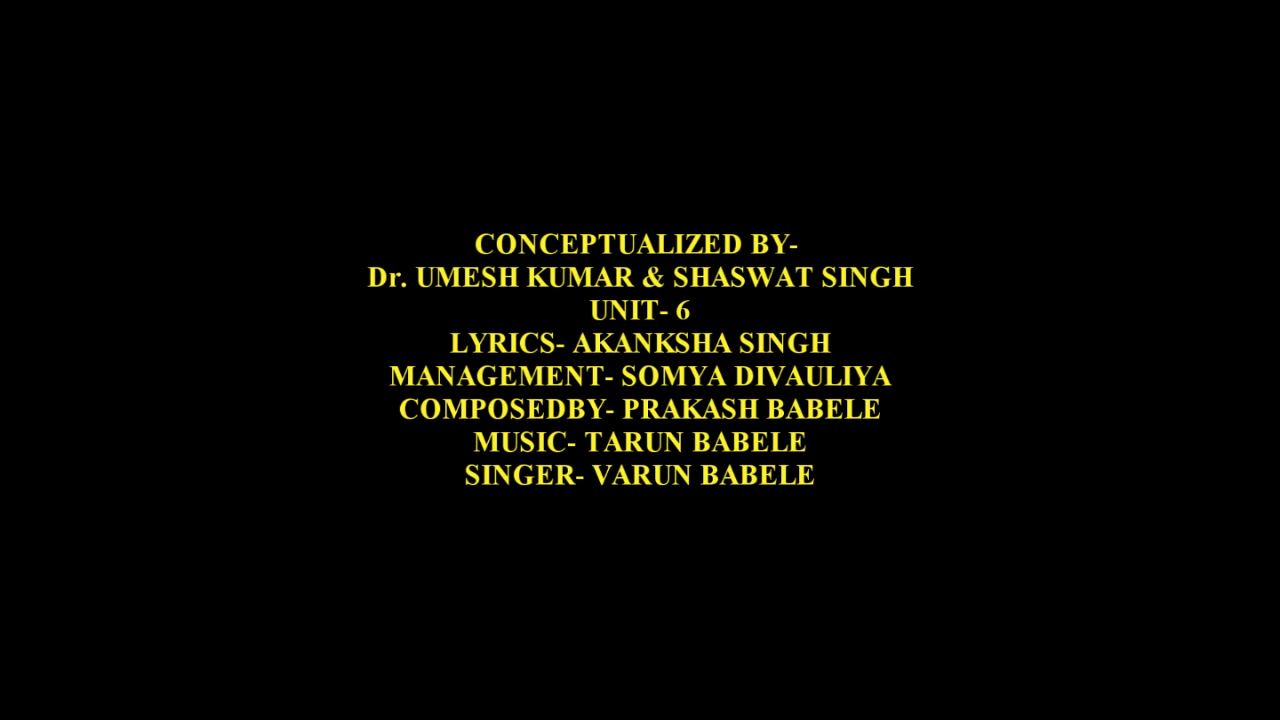 CONCEPTUALIZED BY-
Dr. UMESH KUMAR & SHASWAT SINGH
UNIT- 6
LYRICS- AKANKSHA SINGH
MANAGEMENT- SOMYA DIVAULIYA
COMPOSEDBY- PRAKASH BABELE
MUSIC- TARUN BABELE
SINGER- VARUN BABELE